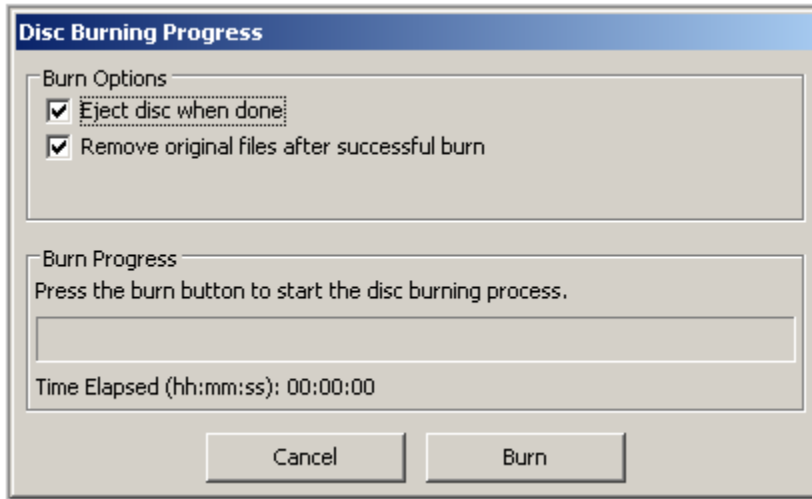 Disc Burning Progress
Burn Options
Eject disc when done
Remove original files after successful burn
Burn Progress
Press the burn button to start the disc burning process.
Time Elapsed (hh:mm:ss): 00:00:00
Cancel
Burn